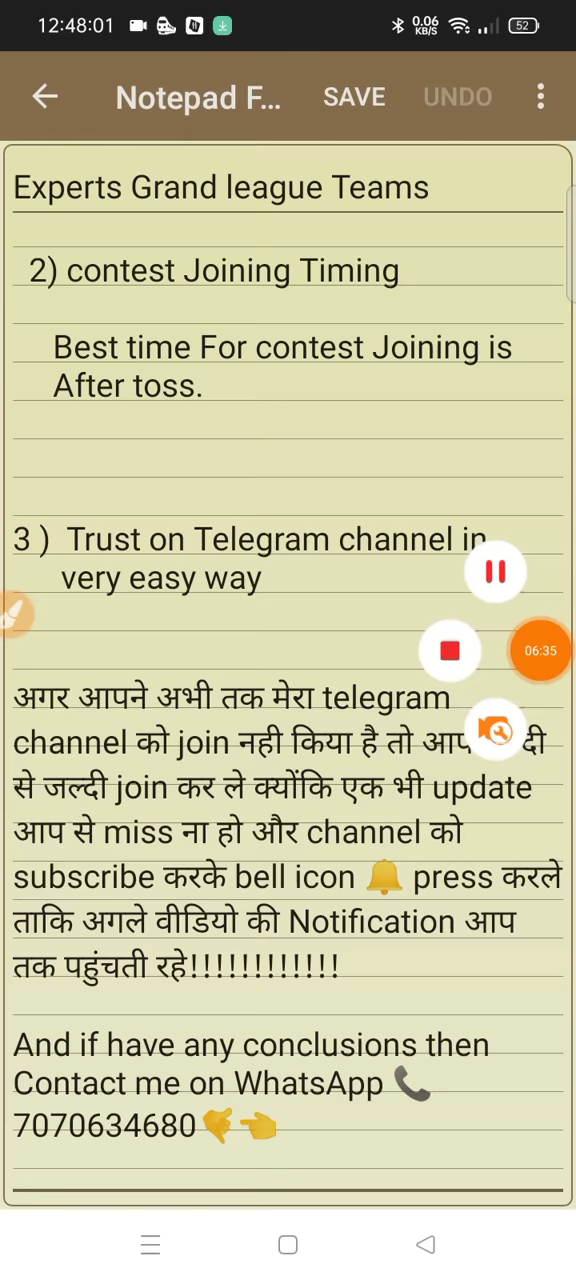 12:48:01
0.06 KB/S
52
Notepad F... SAVE UNDO
Experts Grand league Teams
2) contest Joining Timing
Best time For contest Joining is
After toss.
3 ) Trust on Telegram channel in
very easy way
06:35
अगर आपने अभी तक मेरा telegram
channel को join नही किया है तो आप दी
से जल्दी join कर ले क्योंकि एक भी update
आप से miss ना हो और channel को
subscribe करके bell icon 🔔 press करले
ताकि अगले वीडियो की Notification आप
तक पहुंचती रहे!!!!!!!!!!!!
And if have any conclusions then
Contact me on WhatsApp 📞
7070634680🤙👈